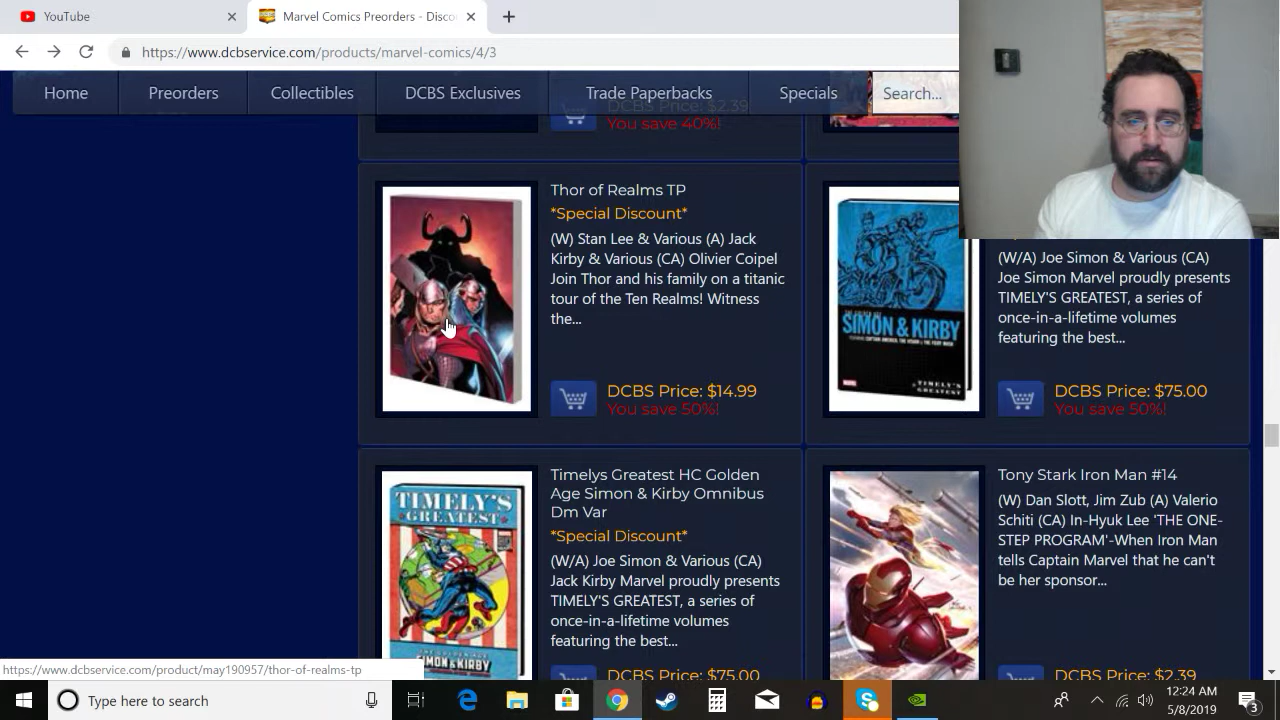 YouTube
Marvel Comics Preorders - Disco
https://www.dcbservice.com/products/marvel-comics/4/3
Home
Preorders
Collectibles
DCBS Exclusives
Trade Paperbacks
Specials
Search...
DCBS Price: $2.39
You save 40%!
Thor of Realms TP
*Special Discount*
(W) Stan Lee & Various (A) Jack
Kirby & Various (CA) Olivier Coipel
Join Thor and his family on a titanic
tour of the Ten Realms! Witness
the...
DCBS Price: $14.99
You save 50%!
SIMON & KIRBY
TIMELY'S
GREATEST
(W/A) Joe Simon & Various (CA)
Joe Simon Marvel proudly presents
TIMELY'S GREATEST, a series of
once-in-a-lifetime volumes
featuring the best...
DCBS Price: $75.00
You save 50%!
TIMELY'S
GREATEST
SIMON & KIRBY
Timelys Greatest HC Golden
Age Simon & Kirby Omnibus
Dm Var
*Special Discount*
(W/A) Joe Simon & Various (CA)
Jack Kirby Marvel proudly presents
TIMELY'S GREATEST, a series of
once-in-a-lifetime volumes
featuring the best...
DCBS Price: $75.00
Tony Stark Iron Man #14
(W) Dan Slott, Jim Zub (A) Valerio
Schiti (CA) In-Hyuk Lee 'THE ONE-
STEP PROGRAM'-When Iron Man
tells Captain Marvel that he can't
be her sponsor...
DCBS Price: $2.39
https://www.dcbservice.com/product/may190957/thor-of-realms-tp
Type here to search
12:24 AM
5/8/2019
3